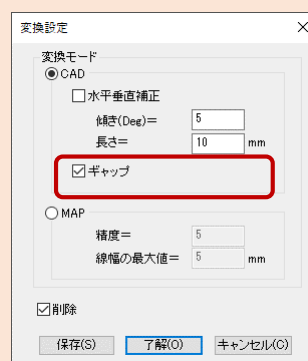 変換設定
変換モード
CAD
水平垂直補正
傾き(Deg)= 5
長さ= 10 mm
ギャップ
MAP
精度= 5
線幅の最大値= 5 mm
削除
保存(S) 了解(O) キャンセル(C)